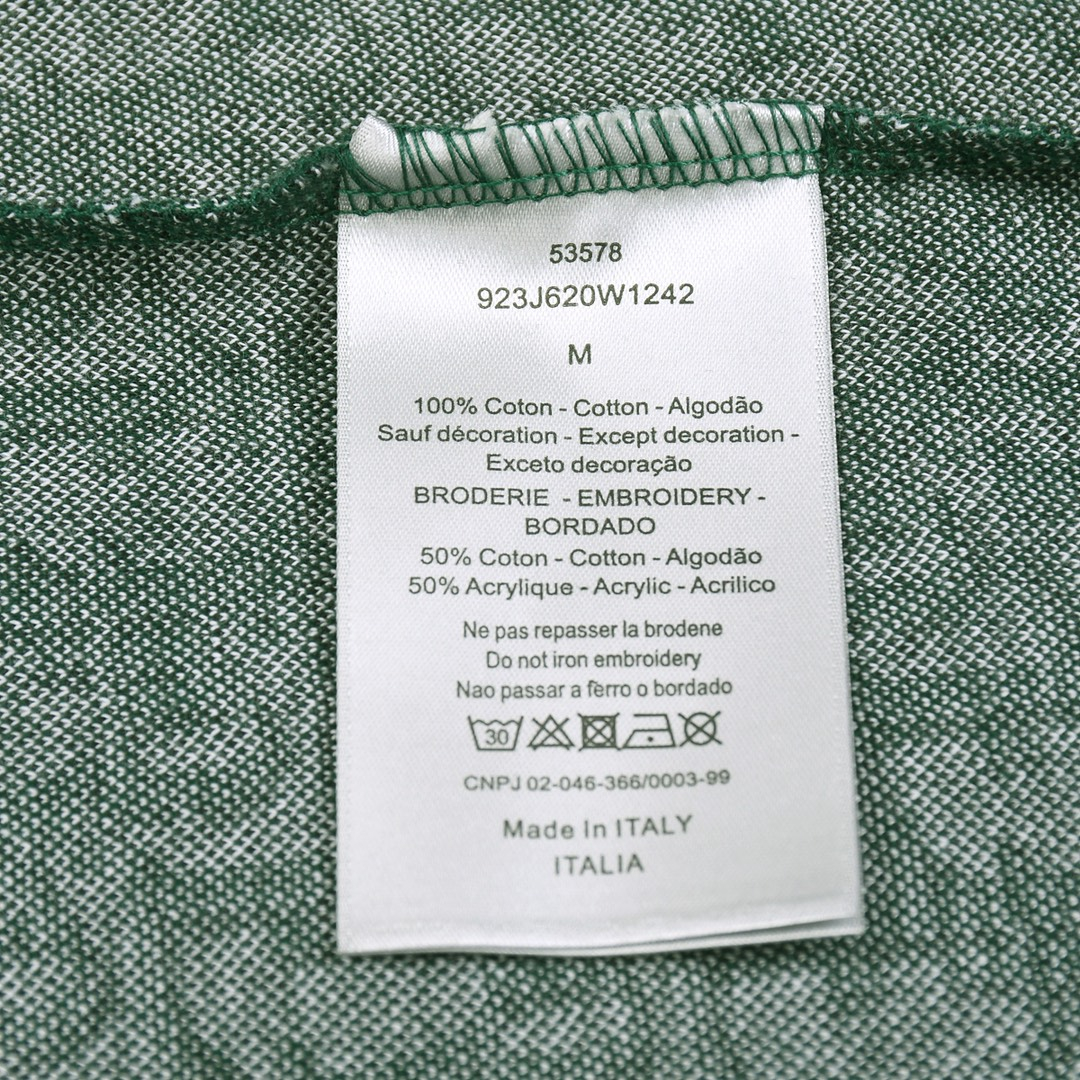 53578
923J620W1242
M
100% Coton - Cotton - Algodão
Sauf décoration - Except decoration -
Exceto decoração
BRODERIE - EMBROIDERY -
BORDADO
50% Coton - Cotton - Algodão
50% Acrylique - Acrylic - Acrilico
Ne pas repasser la brodene
Do not iron embroidery
Nao passar a ferro o bordado
30
CNPJ 02-046-366/0003-99
Made In ITALY
ITALIA